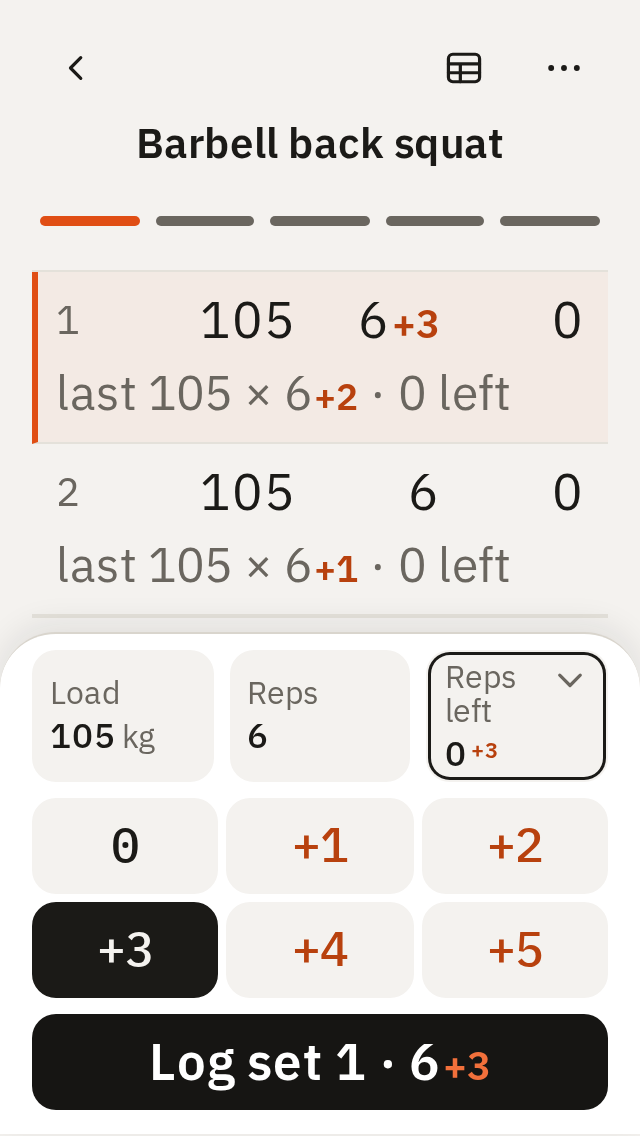 Barbell back squat
1 105 6+3 0
last 105 × 6+2 · 0 left
2 105 6 0
last 105 × 6+1 · 0 left
Load
105 kg
Reps
6
Reps left
0 +3
0 +1 +2
+3 +4 +5
Log set 1 · 6+3